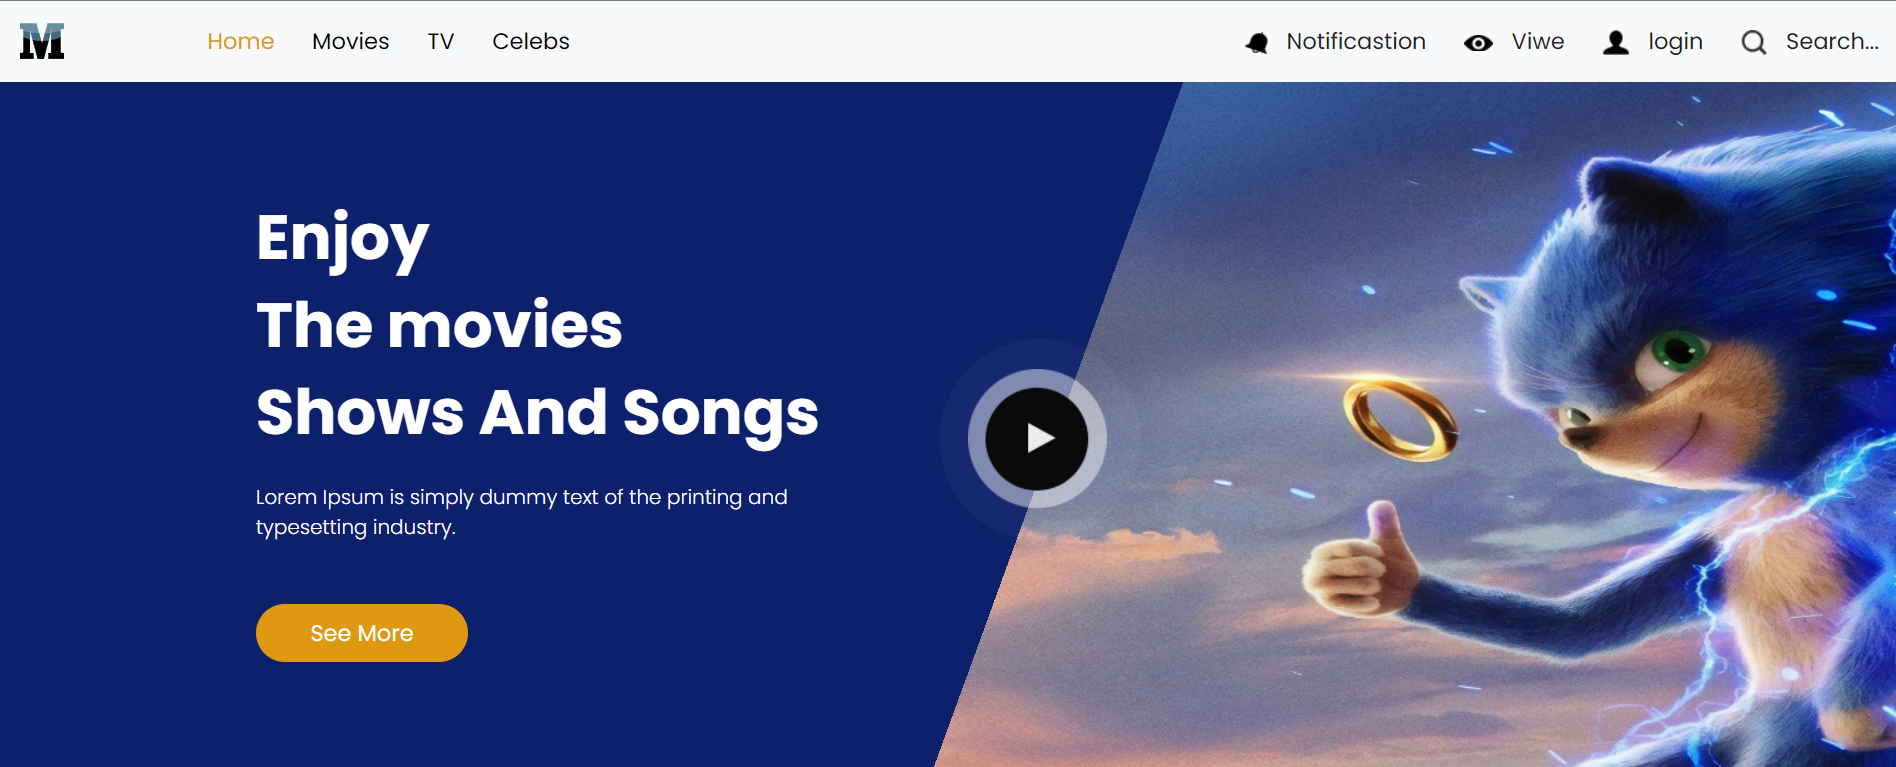 M
Home Movies TV Celebs Notificastion Viwe login Search...
Enjoy
The movies
Shows And Songs
Lorem Ipsum is simply dummy text of the printing and
typesetting industry.
See More